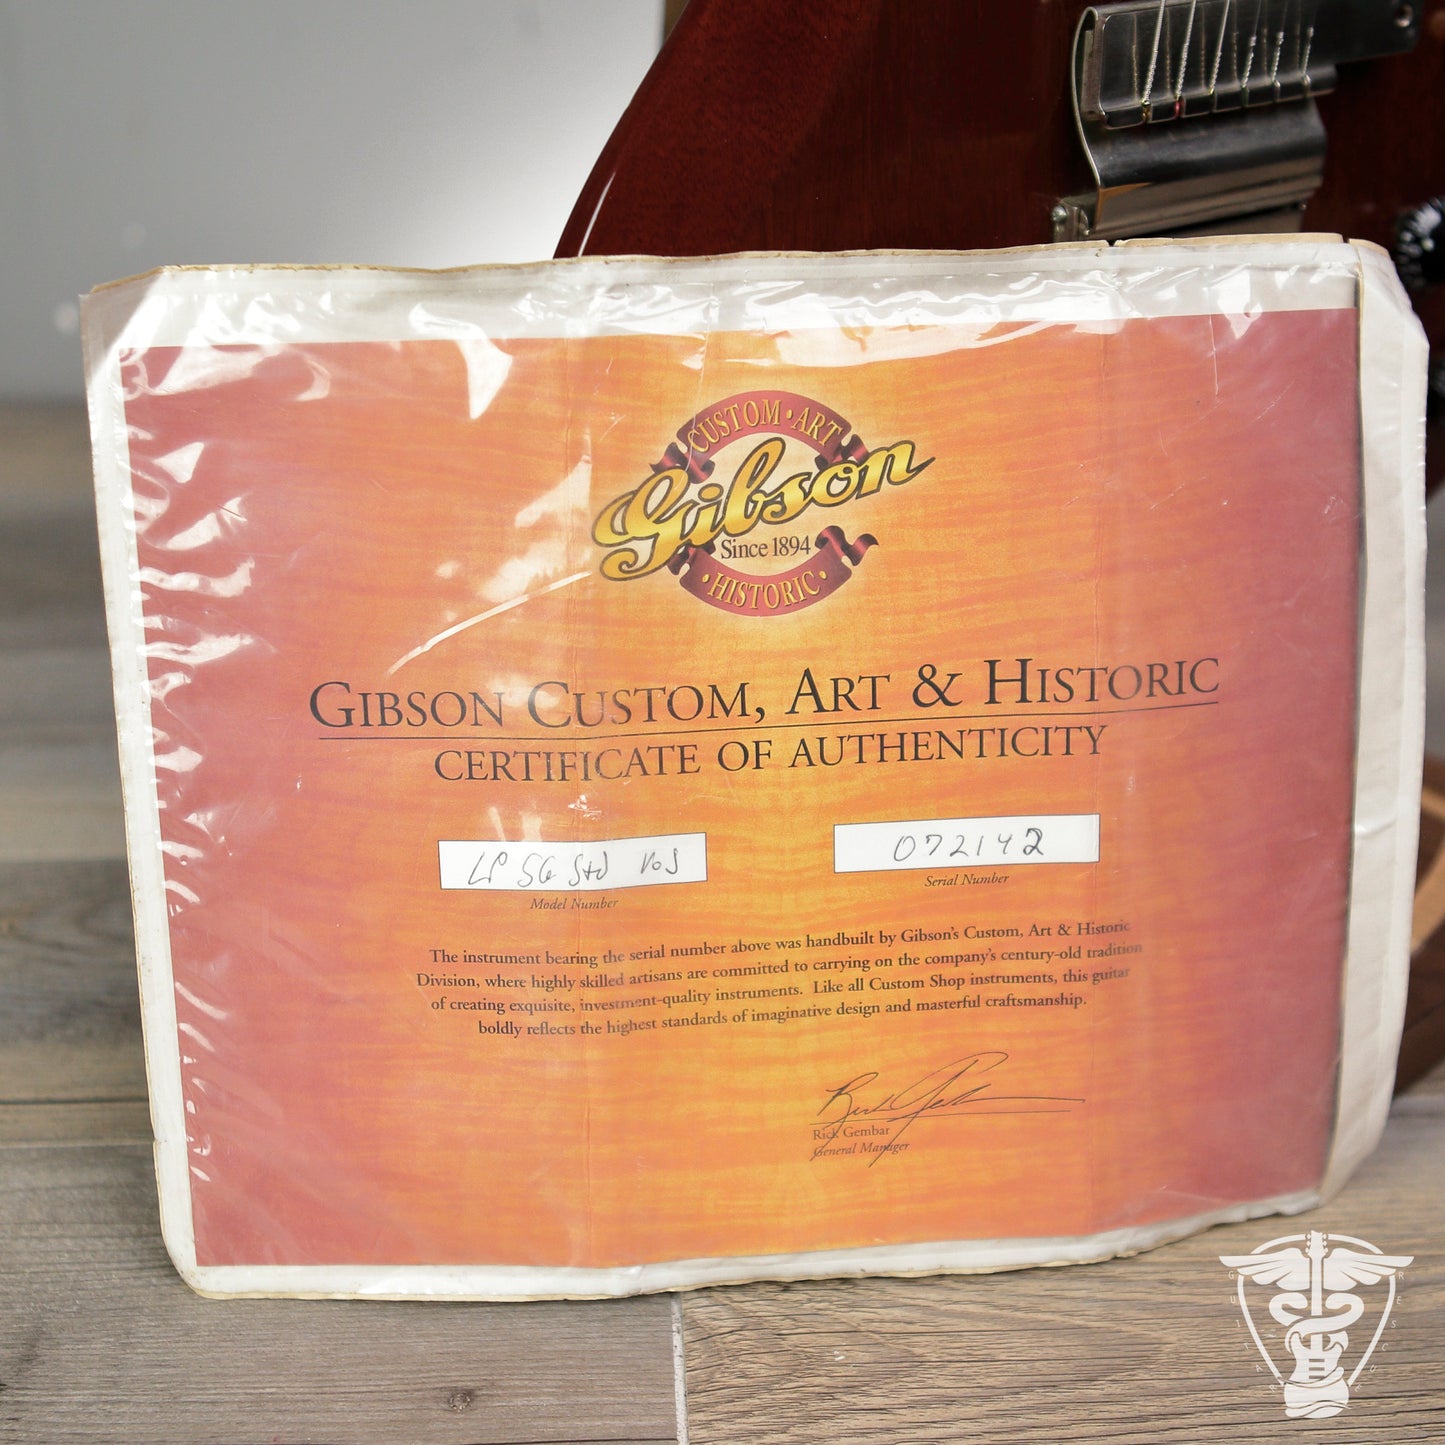 CUSTOM · ART
Gibson
Since 1894
· HISTORIC ·
GIBSON CUSTOM, ART & HISTORIC
CERTIFICATE OF AUTHENTICITY
LP SG Std VOS
072142
Model Number
Serial Number
The instrument bearing the serial number above was handbuilt by Gibson's Custom, Art & Historic
Division, where highly skilled artisans are committed to carrying on the company's century-old tradition
of creating exquisite, investment-quality instruments. Like all Custom Shop instruments, this guitar
boldly reflects the highest standards of imaginative design and masterful craftsmanship.
Rick Gembar
General Manager
GUITAR RESCUE